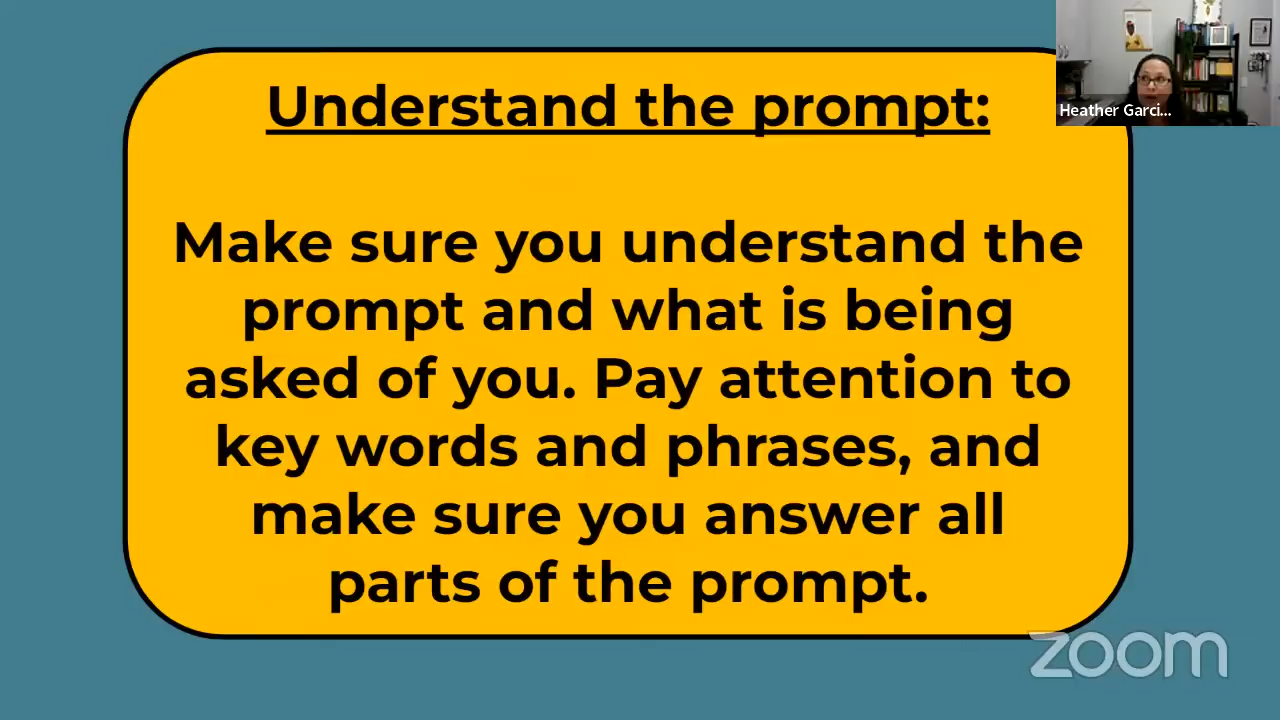 Understand the prompt:
Make sure you understand the
prompt and what is being
asked of you. Pay attention to
key words and phrases, and
make sure you answer all
parts of the prompt.
Heather Garci...
zoom